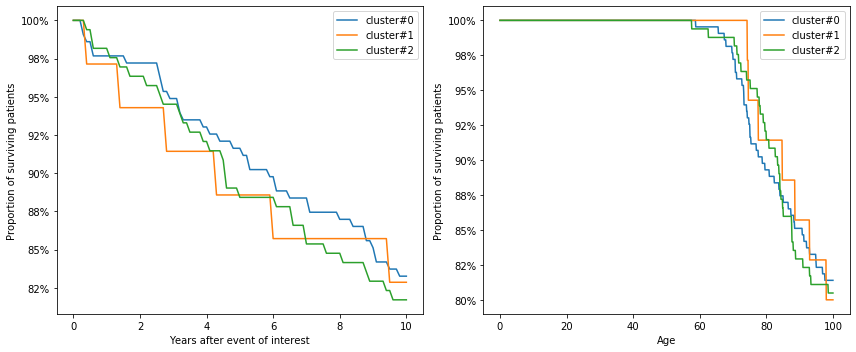 100%
98%
95%
92%
90%
88%
85%
82%
Proportion of surviving patients
0
2
4
6
8
10
Years after event of interest
cluster#0
cluster#1
cluster#2
100%
98%
95%
92%
90%
88%
85%
82%
80%
Proportion of surviving patients
0
20
40
60
80
100
Age
cluster#0
cluster#1
cluster#2